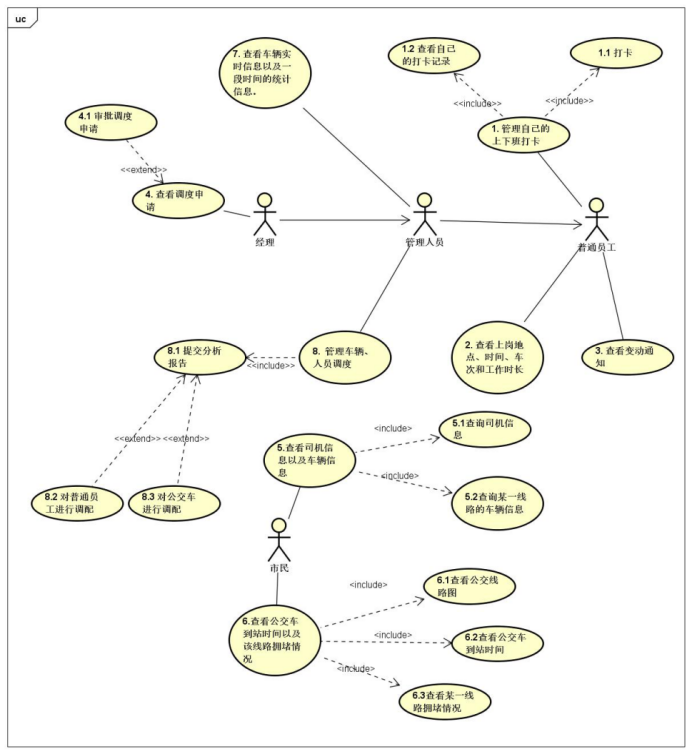 uc
7. 查看车辆实
时信息以及一
段时间的统计
信息。
1.2 查看自己
的打卡记录
1.1 打卡
<<include>>
<<include>>
1. 管理自己的
上下班打卡
4.1 审批调度
申请
<<extend>>
4. 查看调度申
请
经理
管理人员
普通员工
8.1 提交分析
报告
<<include>>
8. 管理车辆、
人员调度
2. 查看上岗地
点、时间、车
次和工作时长
3. 查看变动通
知
<<extend>>
<<extend>>
8.2 对普通员
工进行调配
8.3 对公交车
进行调配
5.查看司机信
息以及车辆信
息
<include>
5.1查询司机信
息
<include>
5.2查询某一线
路的车辆信息
市民
6.查看公交车
到站时间以及
该线路拥堵情
况
<include>
6.1查看公交线
路图
<include>
6.2查看公交车
到站时间
<include>
6.3查看某一线
路拥堵情况